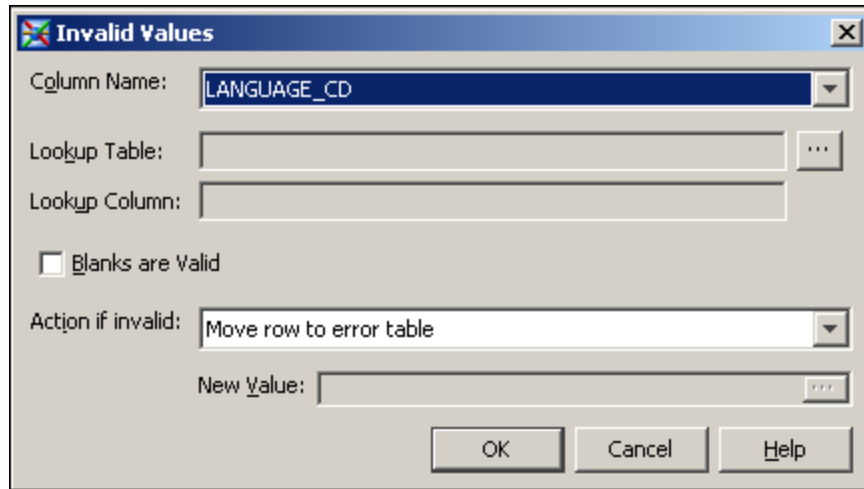 Invalid Values
Column Name: LANGUAGE_CD
Lookup Table: ...
Lookup Column:
Blanks are Valid
Action if invalid: Move row to error table
New Value: ...
OK Cancel Help